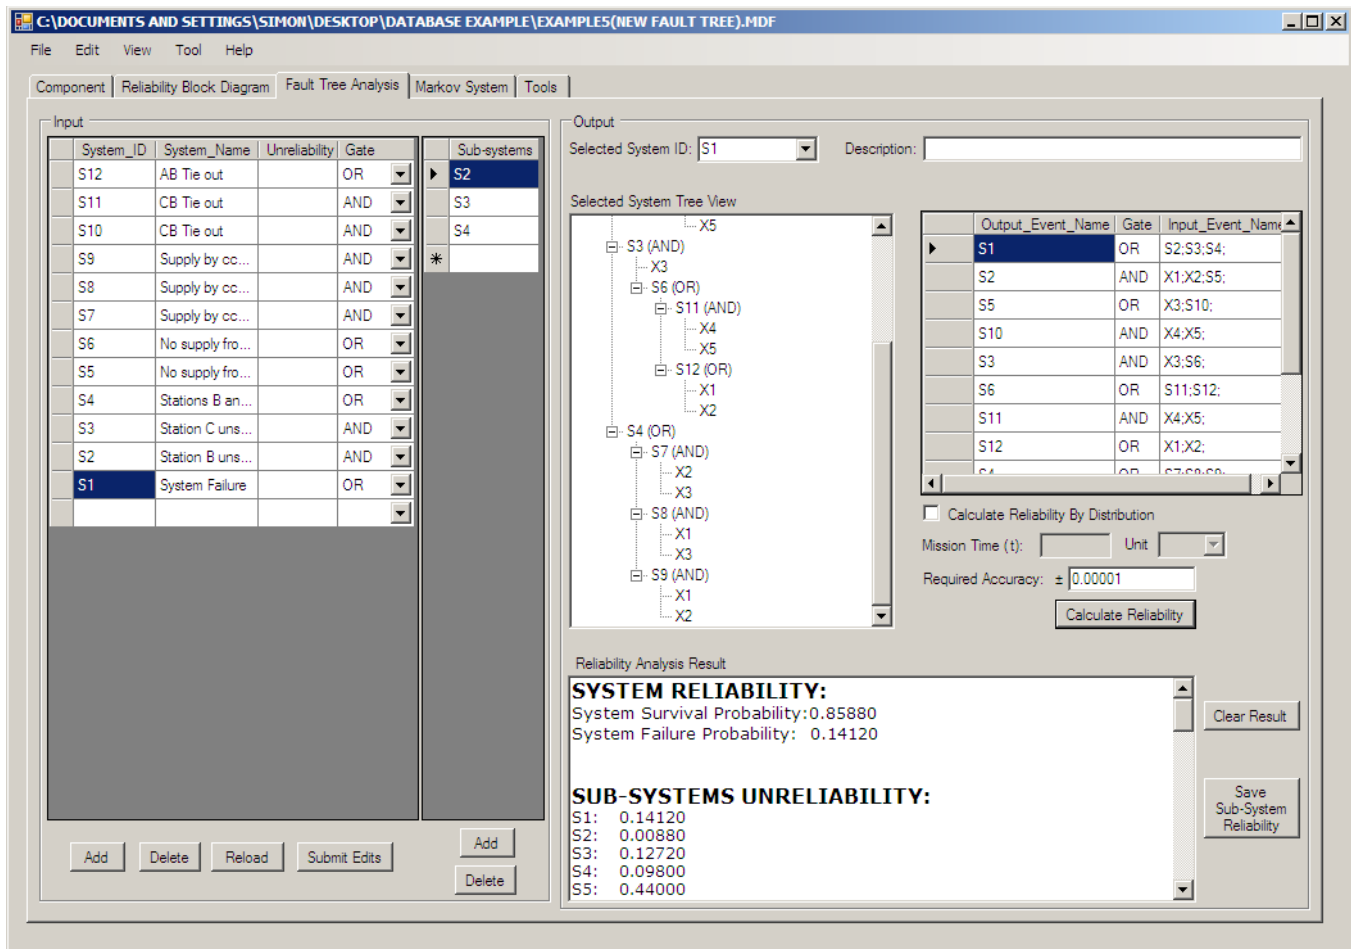 C:\DOCUMENTS AND SETTINGS\SIMON\DESKTOP\DATABASE EXAMPLE\EXAMPLE5(NEW FAULT TREE).MDF
File Edit View Tool Help
Component Reliability Block Diagram Fault Tree Analysis Markov System Tools
Input
System_ID System_Name Unreliability Gate
S12 AB Tie out OR
S11 CB Tie out AND
S10 CB Tie out AND
S9 Supply by cc... AND
S8 Supply by cc... AND
S7 Supply by cc... AND
S6 No supply fro... OR
S5 No supply fro... OR
S4 Stations B an... OR
S3 Station C uns... AND
S2 Station B uns... AND
S1 System Failure OR
Sub-systems
S2
S3
S4
Add Delete Reload Submit Edits
Add
Delete
Output
Selected System ID: S1 Description:
Selected System Tree View
X5
S3 (AND)
X3
S6 (OR)
S11 (AND)
X4
X5
S12 (OR)
X1
X2
S4 (OR)
S7 (AND)
X2
X3
S8 (AND)
X1
X3
S9 (AND)
X1
X2
Output_Event_Name Gate Input_Event_Name
S1 OR S2;S3;S4;
S2 AND X1;X2;S5;
S5 OR X3;S10;
S10 AND X4;X5;
S3 AND X3;S6;
S6 OR S11;S12;
S11 AND X4;X5;
S12 OR X1;X2;
S4 OR S7;S8;S9;
Calculate Reliability By Distribution
Mission Time (t): Unit
Required Accuracy: ± 0.00001
Calculate Reliability
Reliability Analysis Result
SYSTEM RELIABILITY:
System Survival Probability:0.85880
System Failure Probability: 0.14120
SUB-SYSTEMS UNRELIABILITY:
S1: 0.14120
S2: 0.00880
S3: 0.12720
S4: 0.09800
S5: 0.44000
Clear Result
Save
Sub-System
Reliability